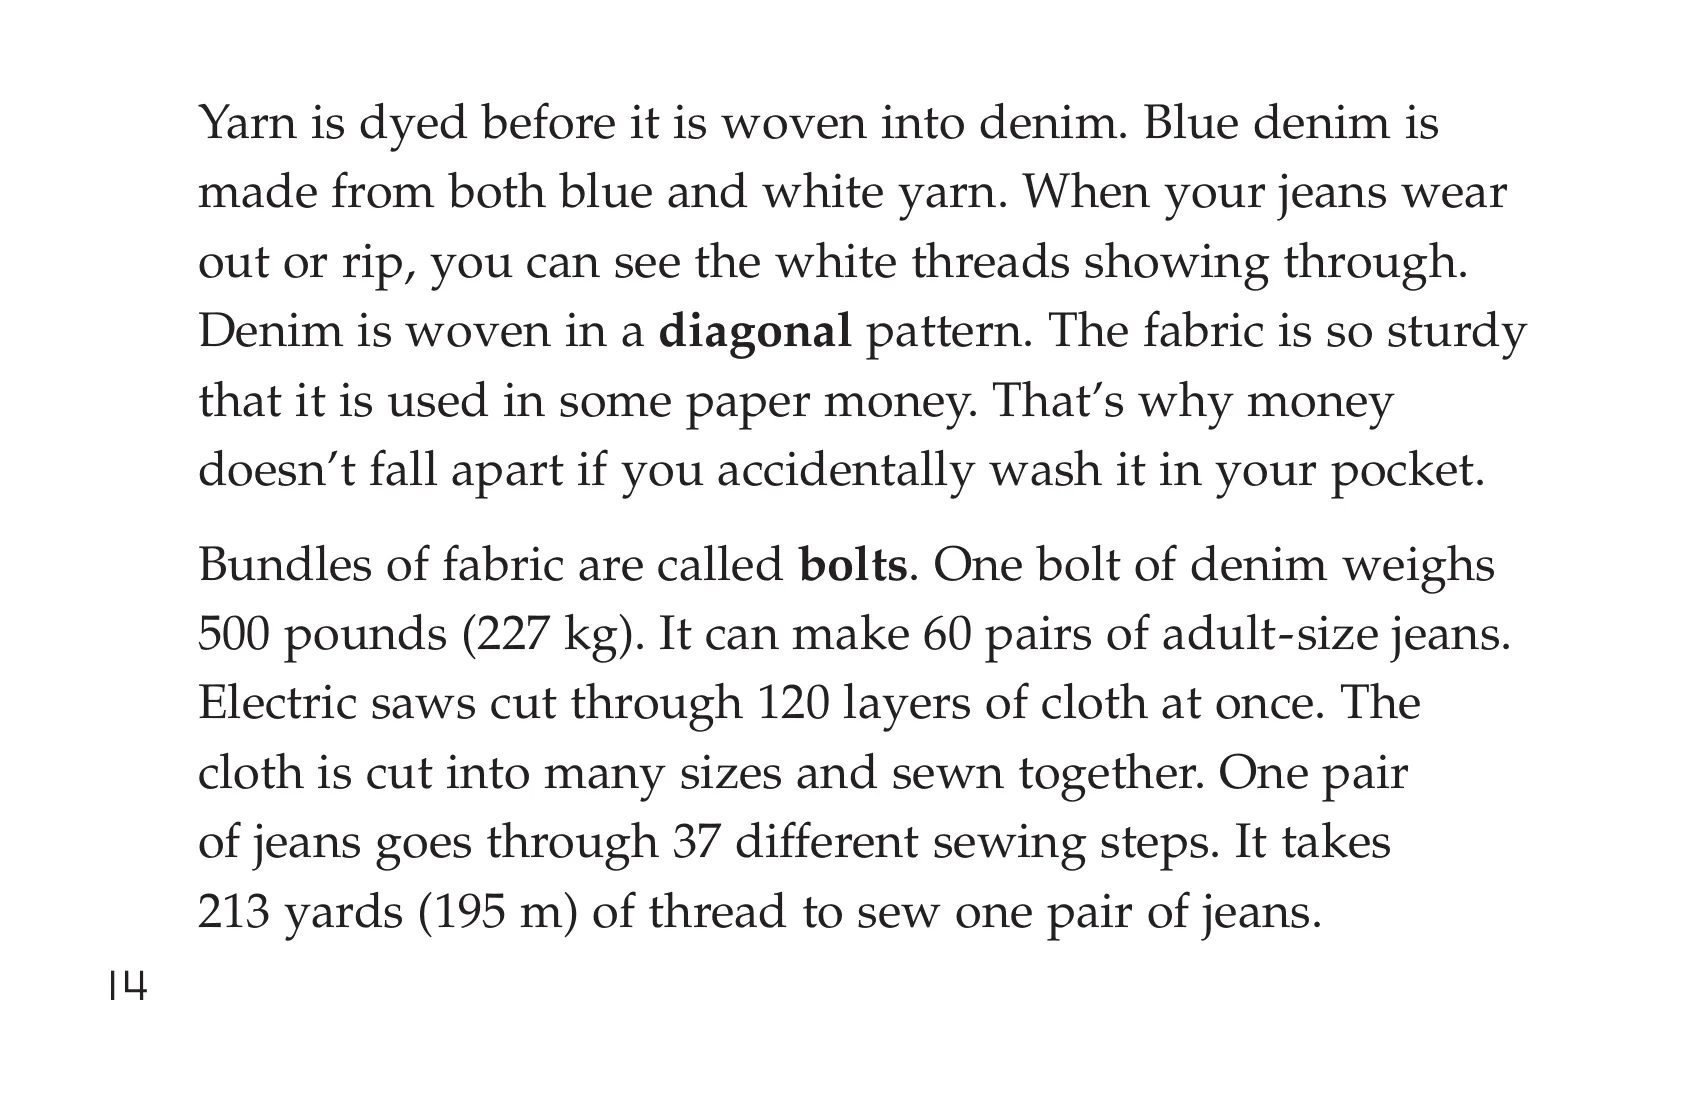 Yarn is dyed before it is woven into denim. Blue denim is
made from both blue and white yarn. When your jeans wear
out or rip, you can see the white threads showing through.
Denim is woven in a diagonal pattern. The fabric is so sturdy
that it is used in some paper money. That’s why money
doesn’t fall apart if you accidentally wash it in your pocket.
Bundles of fabric are called bolts. One bolt of denim weighs
500 pounds (227 kg). It can make 60 pairs of adult-size jeans.
Electric saws cut through 120 layers of cloth at once. The
cloth is cut into many sizes and sewn together. One pair
of jeans goes through 37 different sewing steps. It takes
213 yards (195 m) of thread to sew one pair of jeans.
14